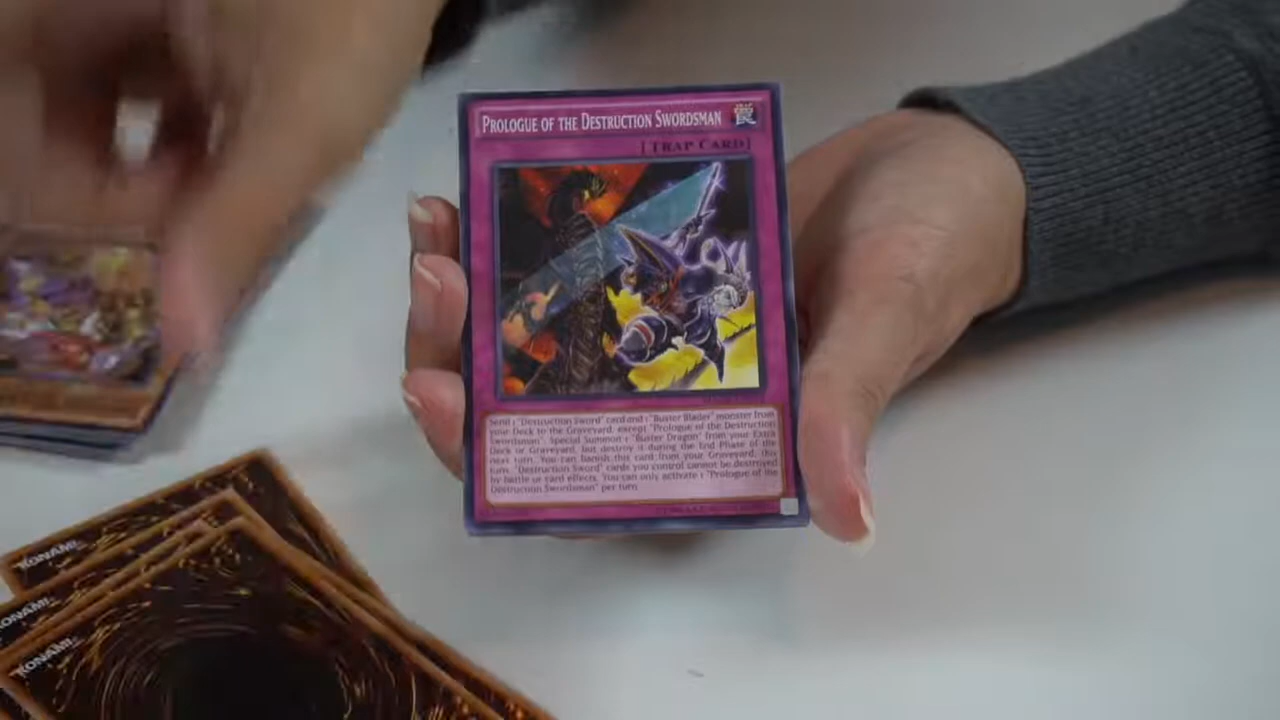 PROLOGUE OF THE DESTRUCTION SWORDSMAN
[TRAP CARD]
Send 1 "Destruction Sword" card and 1 "Buster Blader" monster from
your Deck to the Graveyard, except "Prologue of the Destruction
Swordsman". Special Summon 1 "Buster Dragon" from your Extra
Deck or Graveyard, but destroy it during the End Phase of the
next turn. You can banish this card from your Graveyard; this
turn, "Destruction Sword" cards you control cannot be destroyed
by battle or card effects. You can only activate 1 "Prologue of the
Destruction Swordsman" per turn.
KONAMI
KONAMI
KONAMI